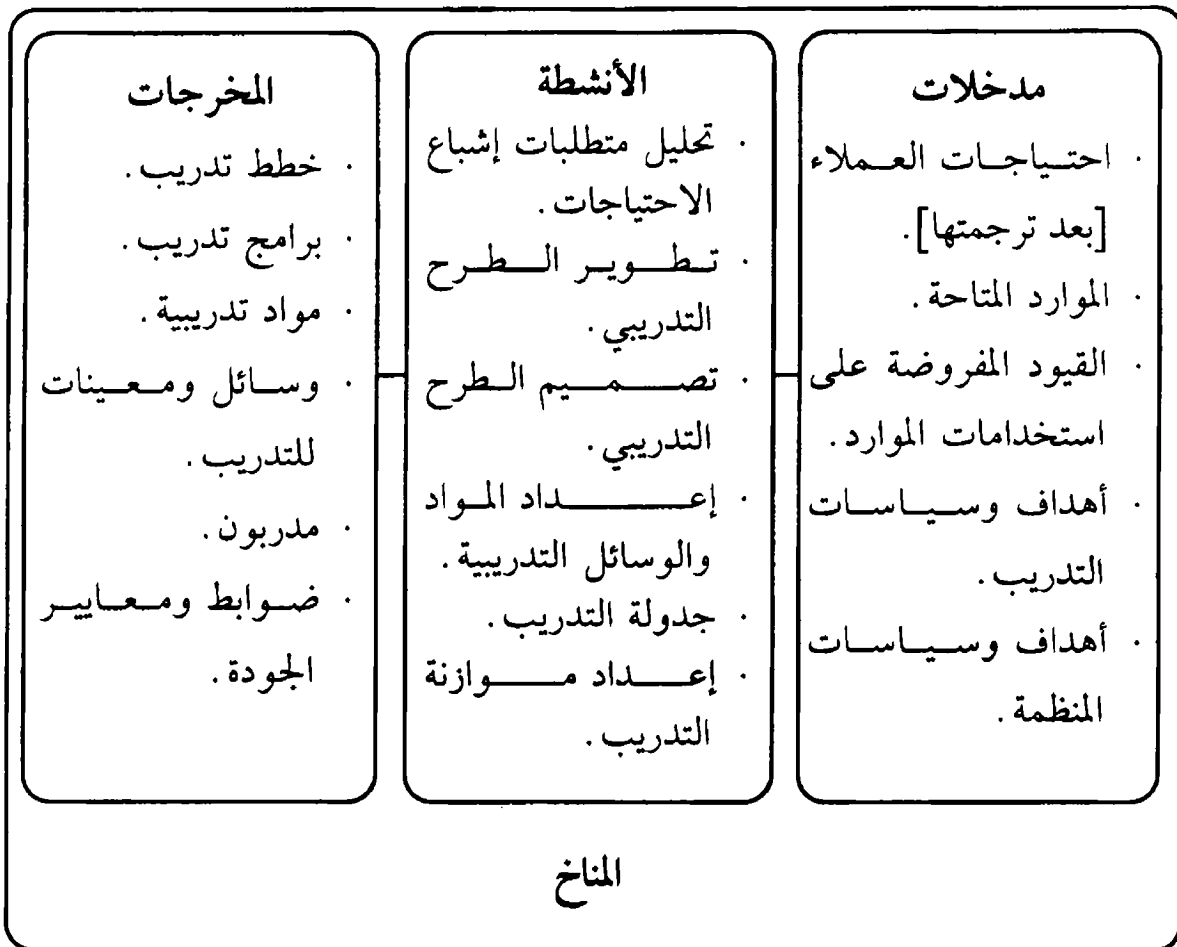 مدخلات
· احتياجات العملاء
[بعد ترجمتها].
· الموارد المتاحة.
· القيود المفروضة على
استخدامات الموارد.
· أهداف وسياسات
التدريب.
· أهداف وسياسات
المنظمة.
الأنشطة
· تحليل متطلبات إشباع
الاحتياجات.
· تطوير الطرح
التدريبي.
· تصميم الطرح
التدريبي.
· إعداد المواد
والوسائل التدريبية.
· جدولة التدريب.
· إعداد موازنة
التدريب.
المخرجات
· خطط تدريب.
· برامج تدريب.
· مواد تدريبية.
· وسائل ومعينات
للتدريب.
· مدربون.
· ضوابط ومعايير
الجودة.
المناخ